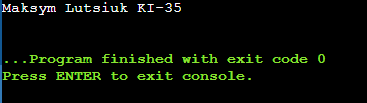 Maksym Lutsiuk KI-35
...Program finished with exit code 0
Press ENTER to exit console.